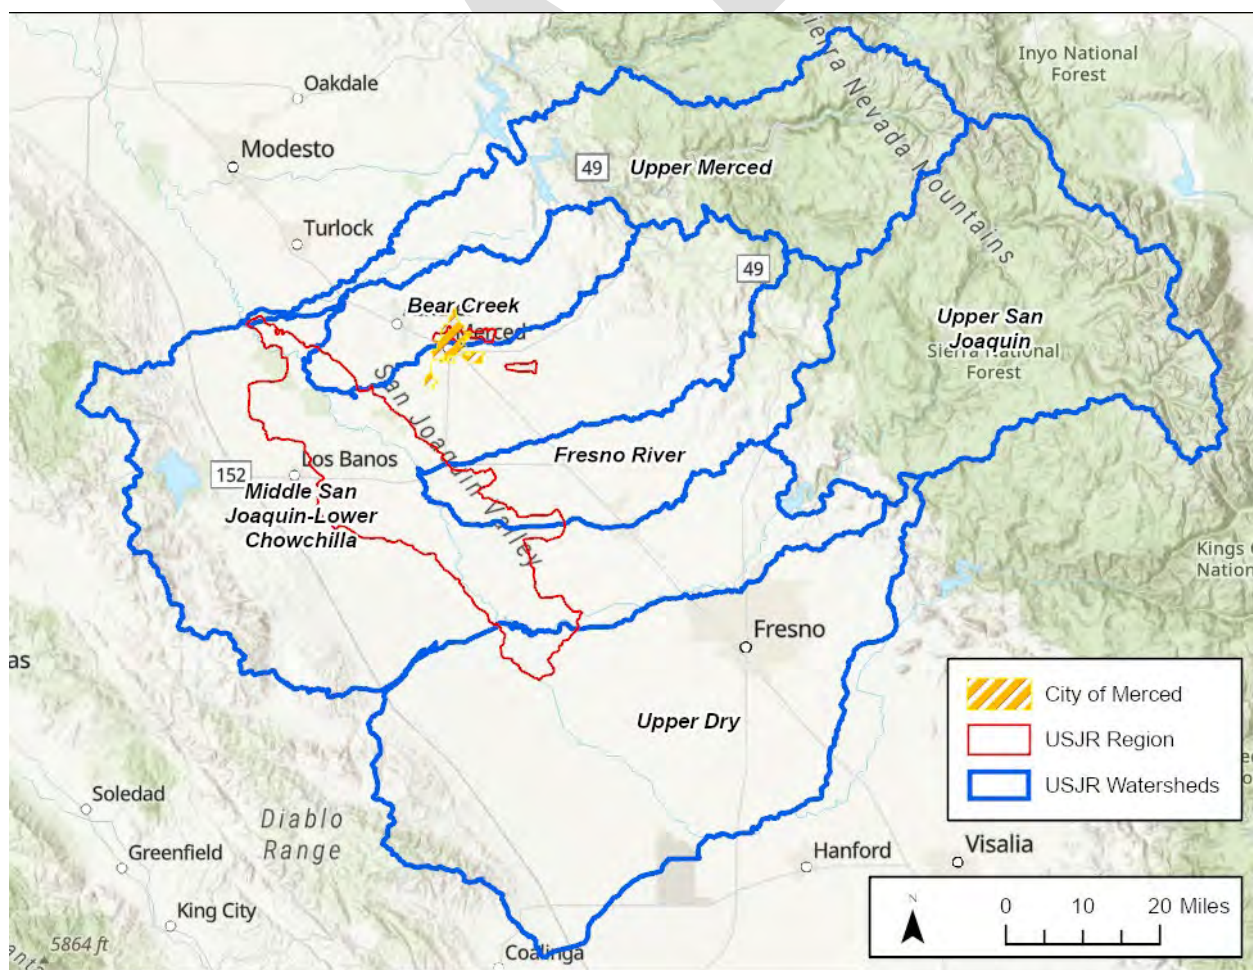 Inyo National
Forest
Sierra Nevada Mountains
Oakdale
Modesto
49
Upper Merced
Turlock
49
Bear Creek
Merced
Upper San
Joaquin
Sierra National
Forest
San Joaquin Valley
Fresno River
Los Banos
152
Middle San
Joaquin-Lower
Chowchilla
Kings
Nation
Fresno
as
Upper Dry
City of Merced
USJR Region
USJR Watersheds
Soledad
Diablo
Range
Greenfield
Hanford
Visalia
King City
5864 ft
Coalinga
N
0 10 20 Miles